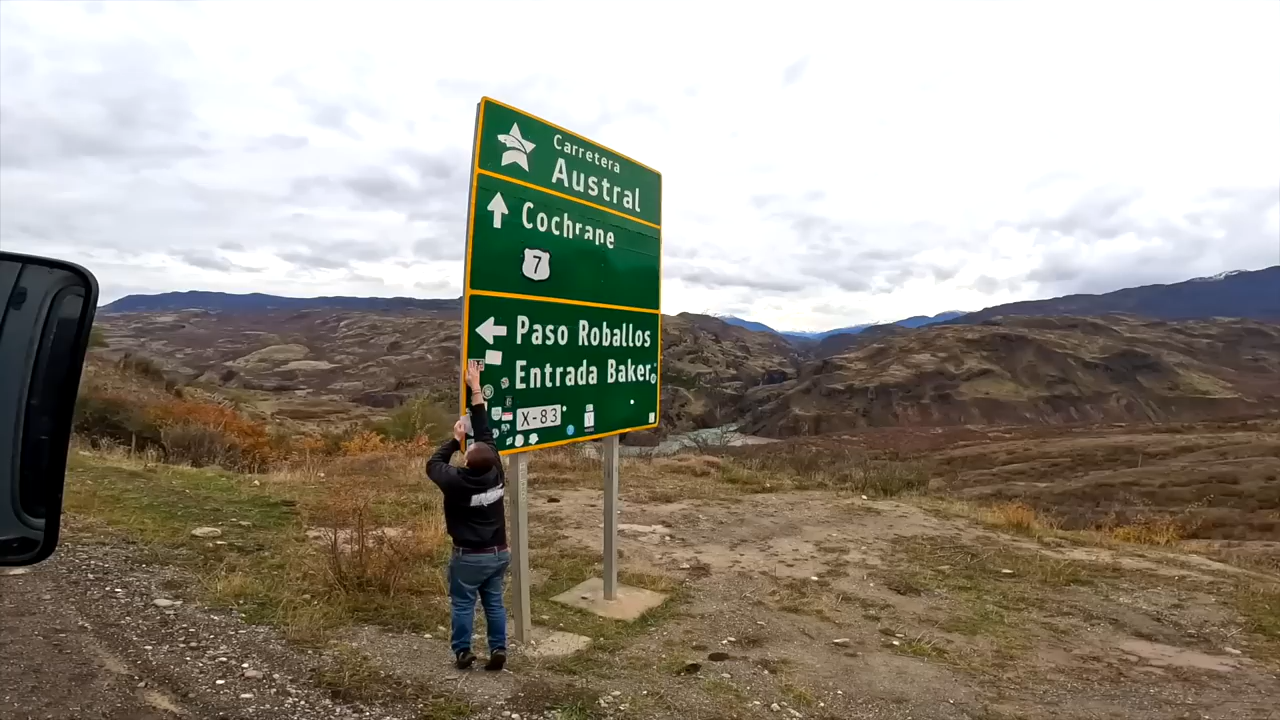 Carretera
Austral
Cochrane
7
Paso Roballos
Entrada Baker
X-83